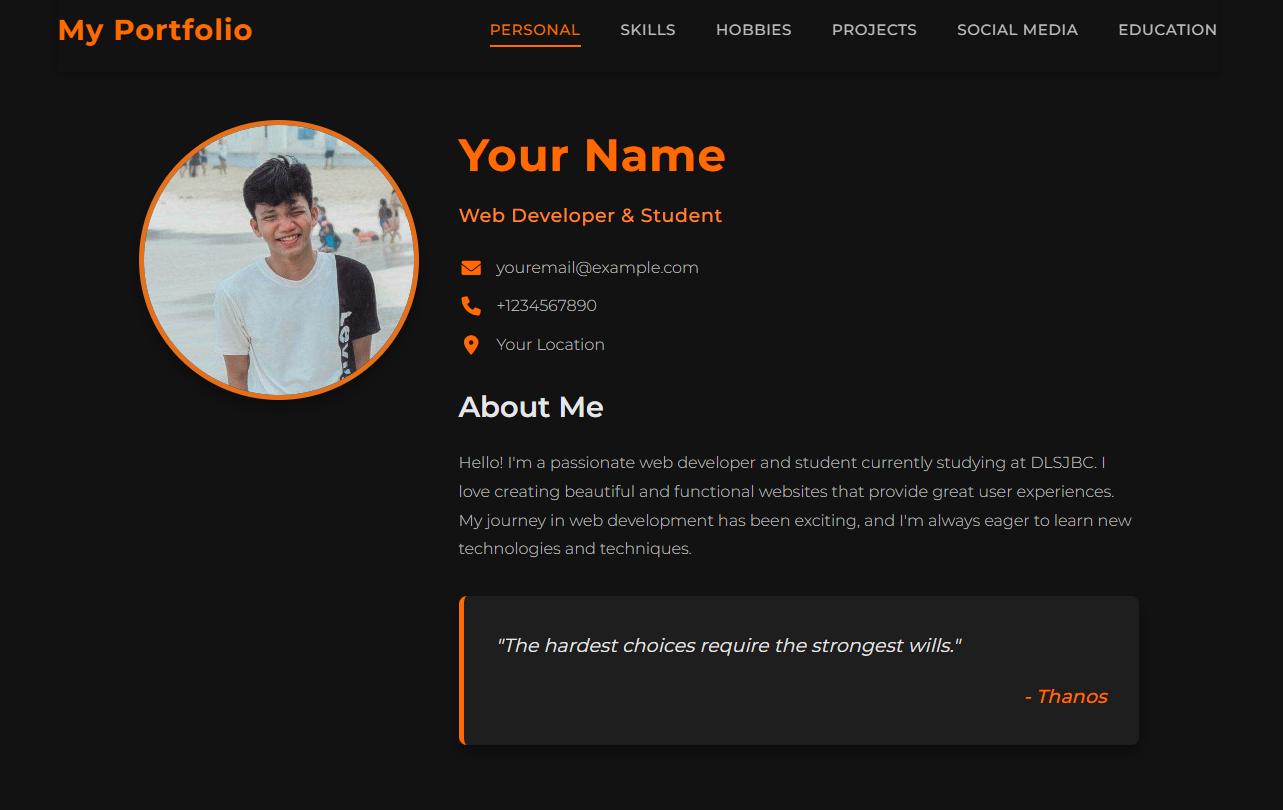 My Portfolio
PERSONAL SKILLS HOBBIES PROJECTS SOCIAL MEDIA EDUCATION
Your Name
Web Developer & Student
youremail@example.com
+1234567890
Your Location
About Me
Hello! I'm a passionate web developer and student currently studying at DLSJBC. I
love creating beautiful and functional websites that provide great user experiences.
My journey in web development has been exciting, and I'm always eager to learn new
technologies and techniques.
"The hardest choices require the strongest wills."
- Thanos